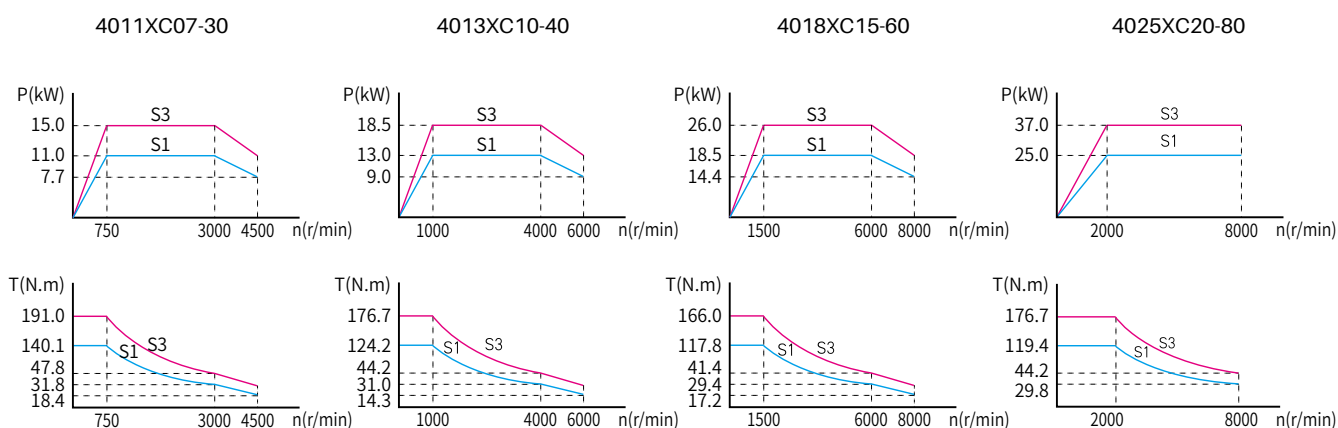 4011XC07-30
4013XC10-40
4018XC15-60
4025XC20-80
P(kW)
15.0
11.0
7.7
S3
S1
750
3000
4500
n(r/min)
P(kW)
18.5
13.0
9.0
S3
S1
1000
4000
6000
n(r/min)
P(kW)
26.0
18.5
14.4
S3
S1
1500
6000
8000
n(r/min)
P(kW)
37.0
25.0
S3
S1
2000
8000
n(r/min)
T(N.m)
191.0
140.1
47.8
31.8
18.4
S1
S3
750
3000
4500
n(r/min)
T(N.m)
176.7
124.2
44.2
31.0
14.3
S1
S3
1000
4000
6000
n(r/min)
T(N.m)
166.0
117.8
41.4
29.4
17.2
S1
S3
1500
6000
8000
n(r/min)
T(N.m)
176.7
119.4
44.2
29.8
S1
S3
2000
8000
n(r/min)